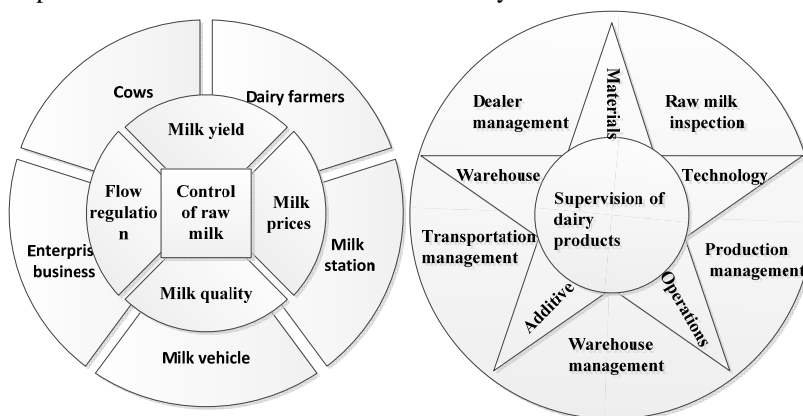 Cows
Dairy farmers
Milk yield
Flow
regulatio
n
Control
of raw
milk
Milk
prices
Enterpris
business
Milk
station
Milk quality
Milk vehicle
Dealer
management
Materials
Raw milk
inspection
Warehouse
Technology
Supervision of
dairy
products
Transportation
management
Production
management
Additive
Operations
Warehouse
management